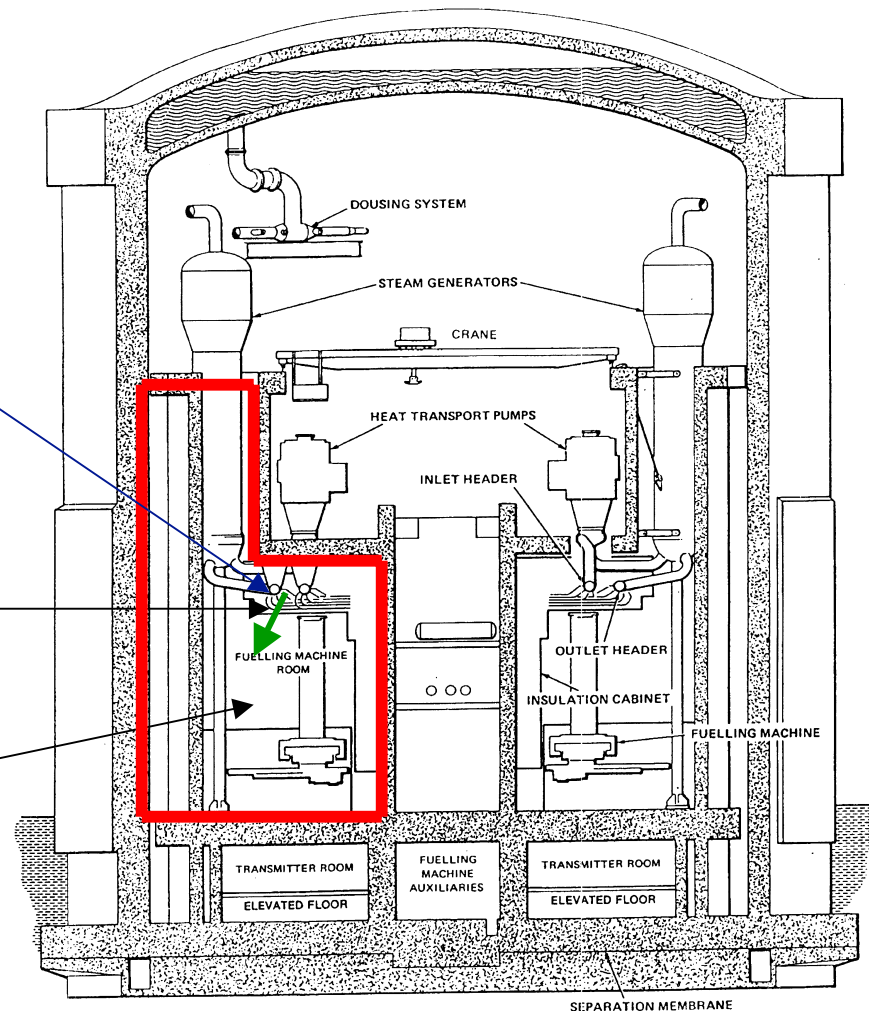 DOUSING SYSTEM
STEAM GENERATORS
CRANE
HEAT TRANSPORT PUMPS
INLET HEADER
FUELLING MACHINE
ROOM
OUTLET HEADER
INSULATION CABINET
FUELLING MACHINE
TRANSMITTER ROOM
ELEVATED FLOOR
FUELLING
MACHINE
AUXILIARIES
TRANSMITTER ROOM
ELEVATED FLOOR
SEPARATION MEMBRANE